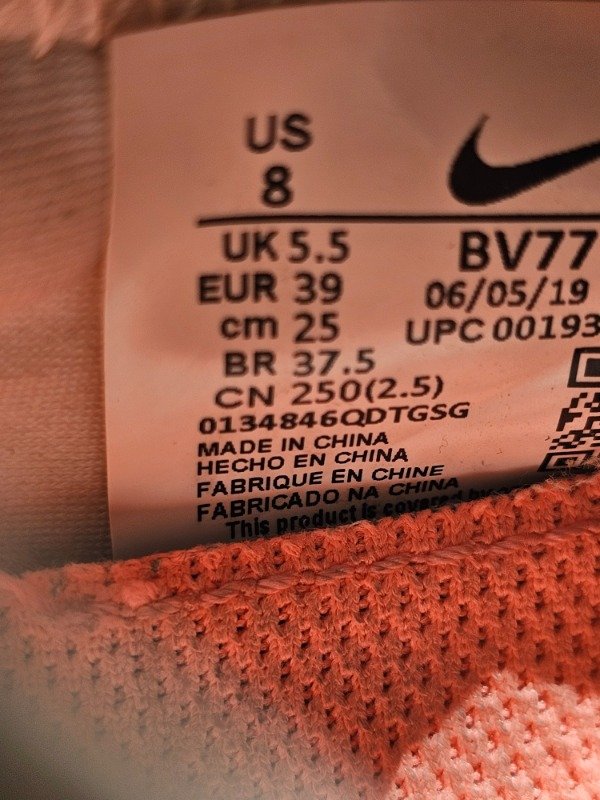 US
8
UK 5.5
EUR 39
cm 25
BR 37.5
CN 250(2.5)
BV77
06/05/19
UPC 00193
0134846QDTGSG
MADE IN CHINA
HECHO EN CHINA
FABRIQUE EN CHINE
FABRICADO NA CHINA
This product is covered by